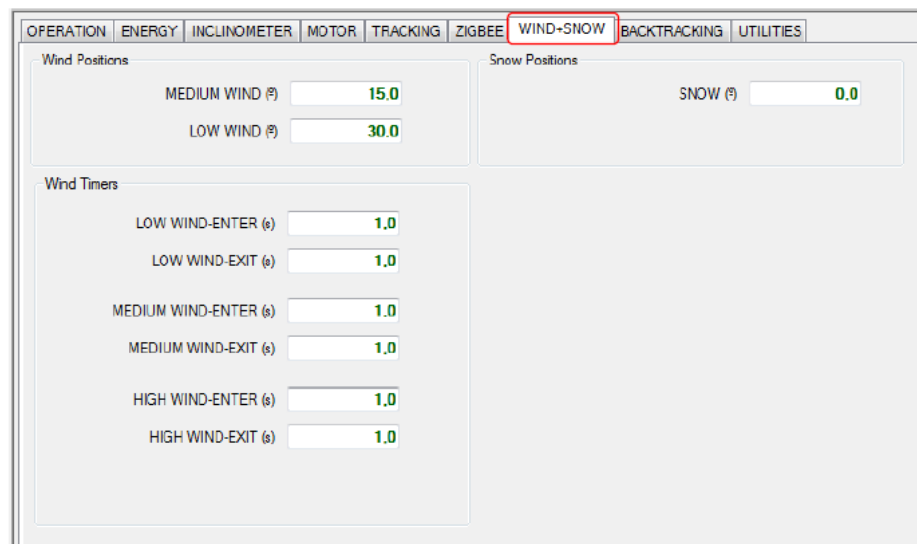 OPERATION ENERGY INCLINOMETER MOTOR TRACKING ZIGBEE WIND+SNOW BACKTRACKING UTILITIES
Wind Positions
MEDIUM WIND (º) 15.0
LOW WIND (º) 30.0
Snow Positions
SNOW (º) 0.0
Wind Timers
LOW WIND-ENTER (s) 1.0
LOW WIND-EXIT (s) 1.0
MEDIUM WIND-ENTER (s) 1.0
MEDIUM WIND-EXIT (s) 1.0
HIGH WIND-ENTER (s) 1.0
HIGH WIND-EXIT (s) 1.0